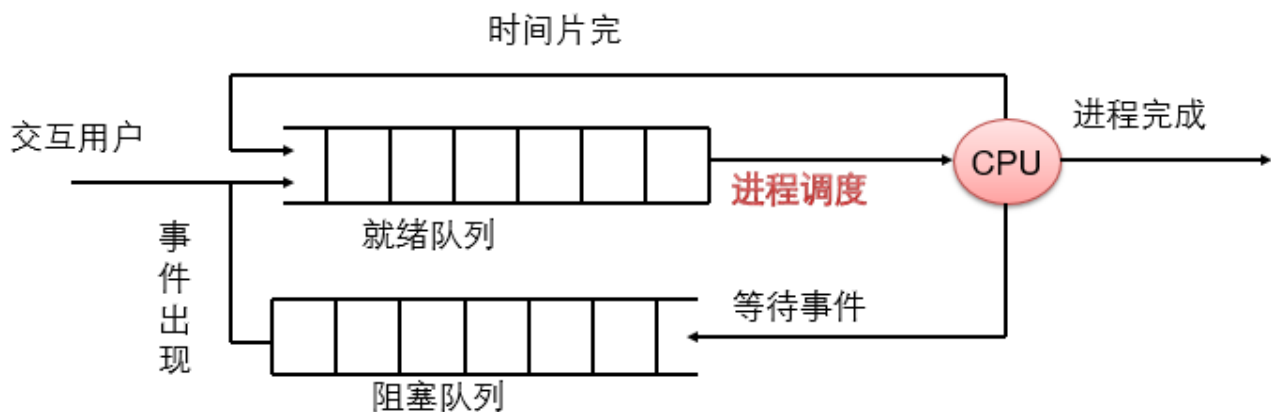 时间片完
交互用户
进程完成
CPU
进程调度
就绪队列
事件出现
等待事件
阻塞队列